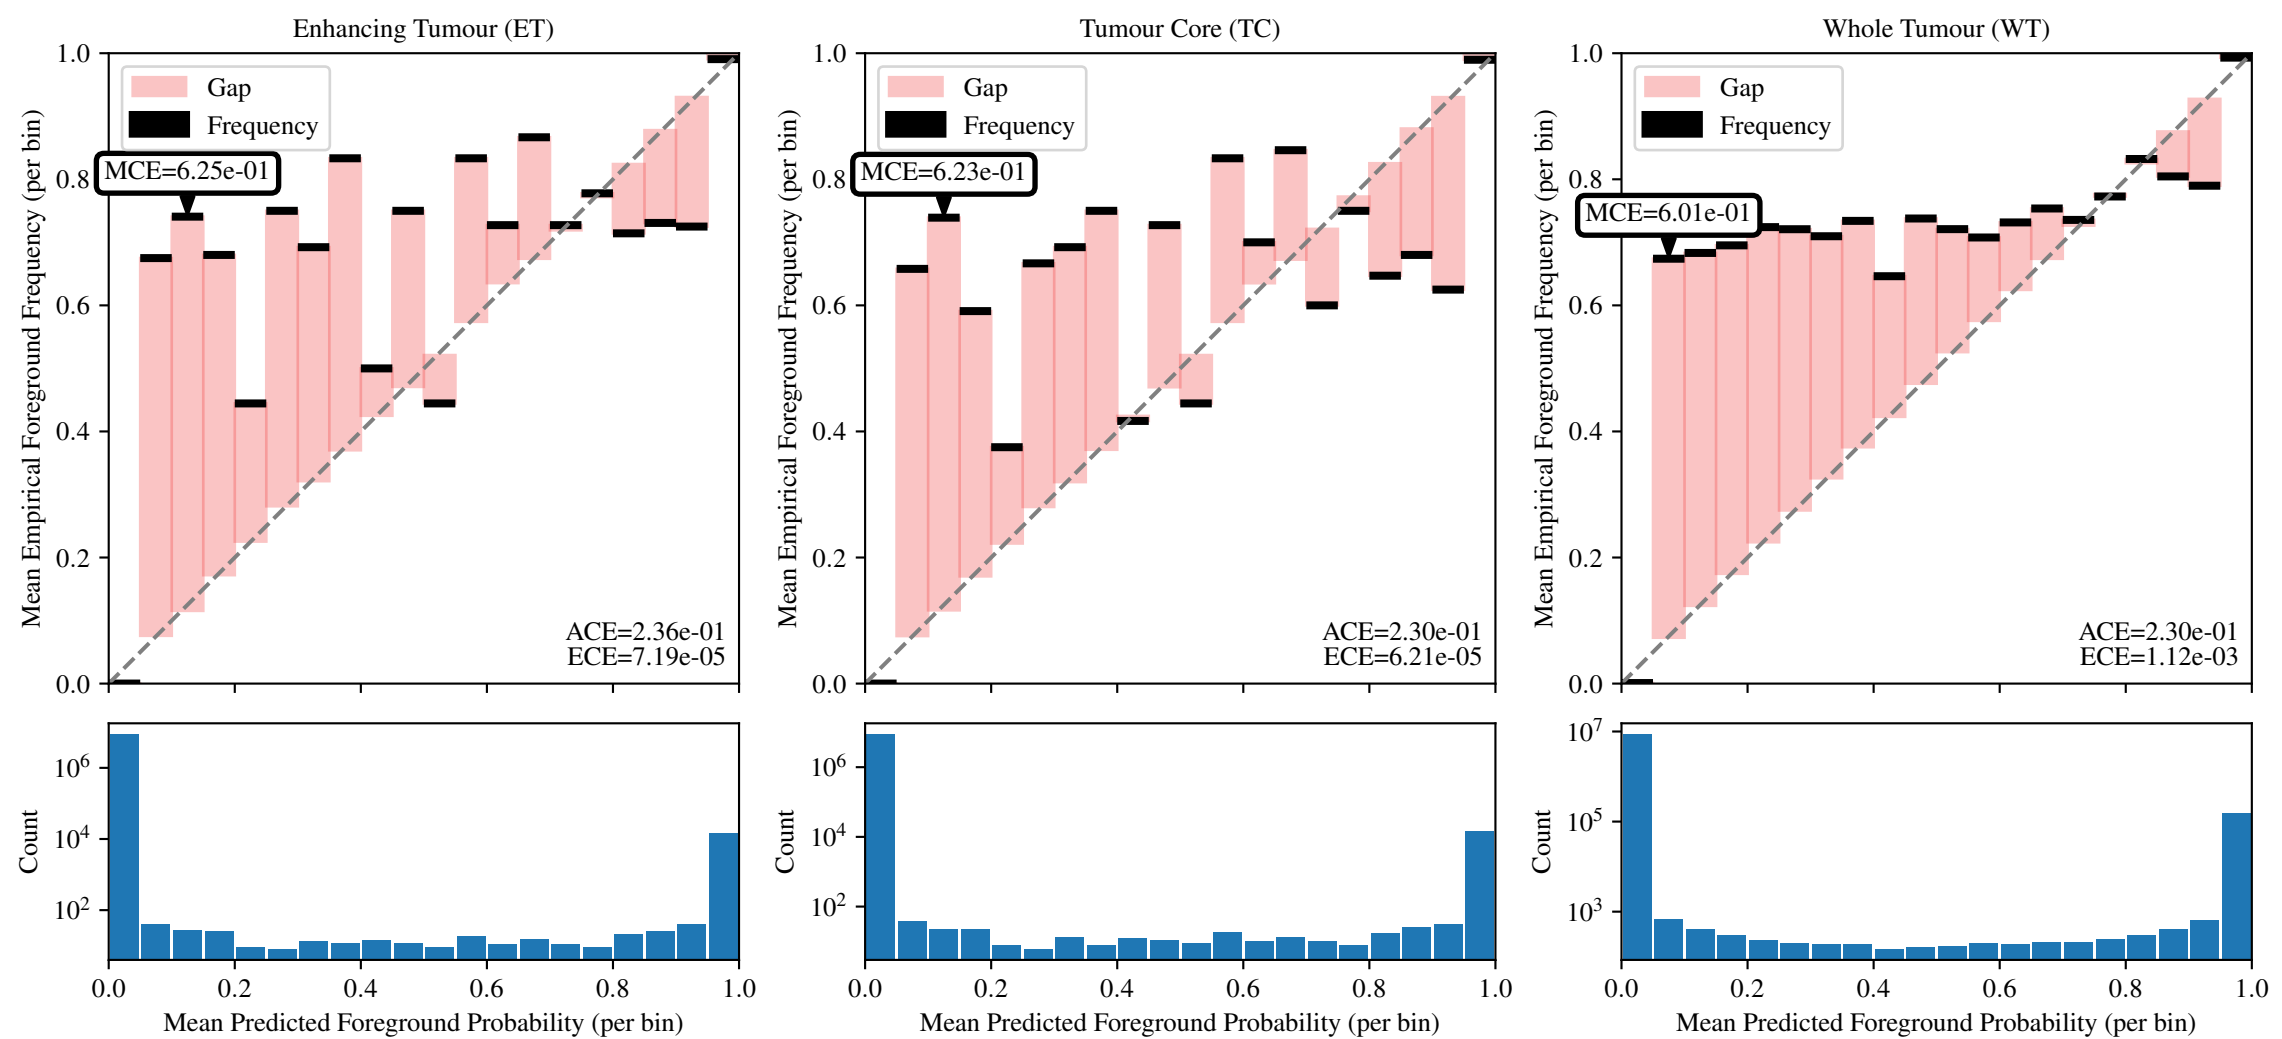 Enhancing Tumour (ET)
Mean Empirical Foreground Frequency (per bin)
1.0
0.8
0.6
0.4
0.2
0.0
Gap
Frequency
MCE=6.25e-01
ACE=2.36e-01
ECE=7.19e-05
Count
10^6
10^4
10^2
0.0 0.2 0.4 0.6 0.8 1.0
Mean Predicted Foreground Probability (per bin)
Tumour Core (TC)
Mean Empirical Foreground Frequency (per bin)
1.0
0.8
0.6
0.4
0.2
0.0
Gap
Frequency
MCE=6.23e-01
ACE=2.30e-01
ECE=6.21e-05
Count
10^6
10^4
10^2
0.0 0.2 0.4 0.6 0.8 1.0
Mean Predicted Foreground Probability (per bin)
Whole Tumour (WT)
Mean Empirical Foreground Frequency (per bin)
1.0
0.8
0.6
0.4
0.2
0.0
Gap
Frequency
MCE=6.01e-01
ACE=2.30e-01
ECE=1.12e-03
Count
10^7
10^5
10^3
0.0 0.2 0.4 0.6 0.8 1.0
Mean Predicted Foreground Probability (per bin)